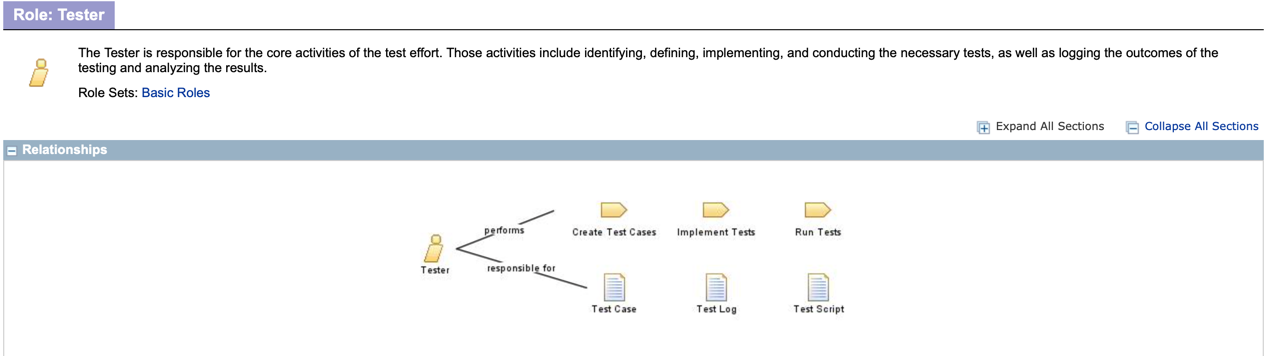 Role: Tester
The Tester is responsible for the core activities of the test effort. Those activities include identifying, defining, implementing, and conducting the necessary tests, as well as logging the outcomes of the
testing and analyzing the results.
Role Sets: Basic Roles
Expand All Sections Collapse All Sections
Relationships
performs
Create Test Cases Implement Tests Run Tests
Tester
responsible for
Test Case Test Log Test Script